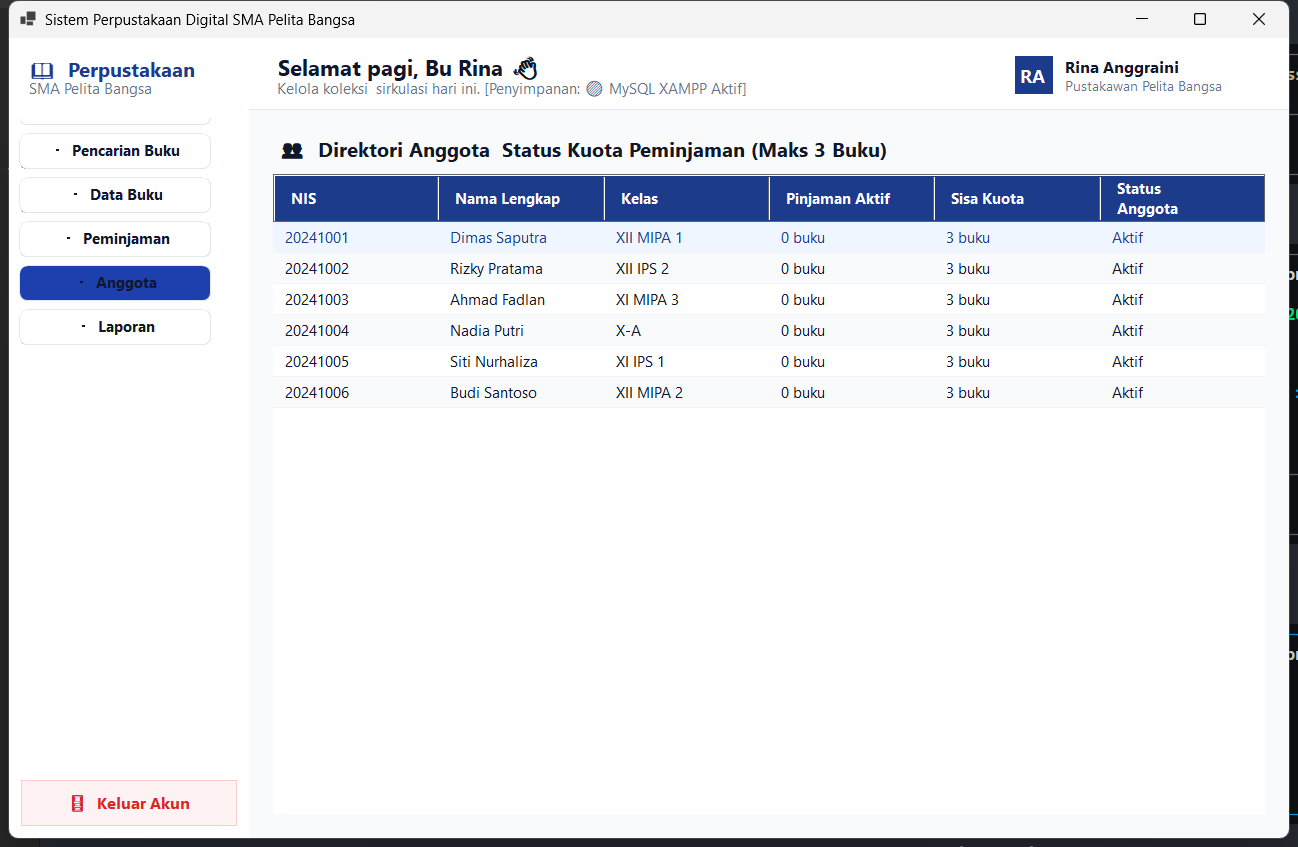 Sistem Perpustakaan Digital SMA Pelita Bangsa
Perpustakaan
SMA Pelita Bangsa
Selamat pagi, Bu Rina
Kelola koleksi sirkulasi hari ini. [Penyimpanan: MySQL XAMPP Aktif]
RA
Rina Anggraini
Pustakawan Pelita Bangsa
· Pencarian Buku
· Data Buku
· Peminjaman
· Anggota
· Laporan
Keluar Akun
Direktori Anggota Status Kuota Peminjaman (Maks 3 Buku)
NIS Nama Lengkap Kelas Pinjaman Aktif Sisa Kuota Status Anggota
20241001 Dimas Saputra XII MIPA 1 0 buku 3 buku Aktif
20241002 Rizky Pratama XII IPS 2 0 buku 3 buku Aktif
20241003 Ahmad Fadlan XI MIPA 3 0 buku 3 buku Aktif
20241004 Nadia Putri X-A 0 buku 3 buku Aktif
20241005 Siti Nurhaliza XI IPS 1 0 buku 3 buku Aktif
20241006 Budi Santoso XII MIPA 2 0 buku 3 buku Aktif